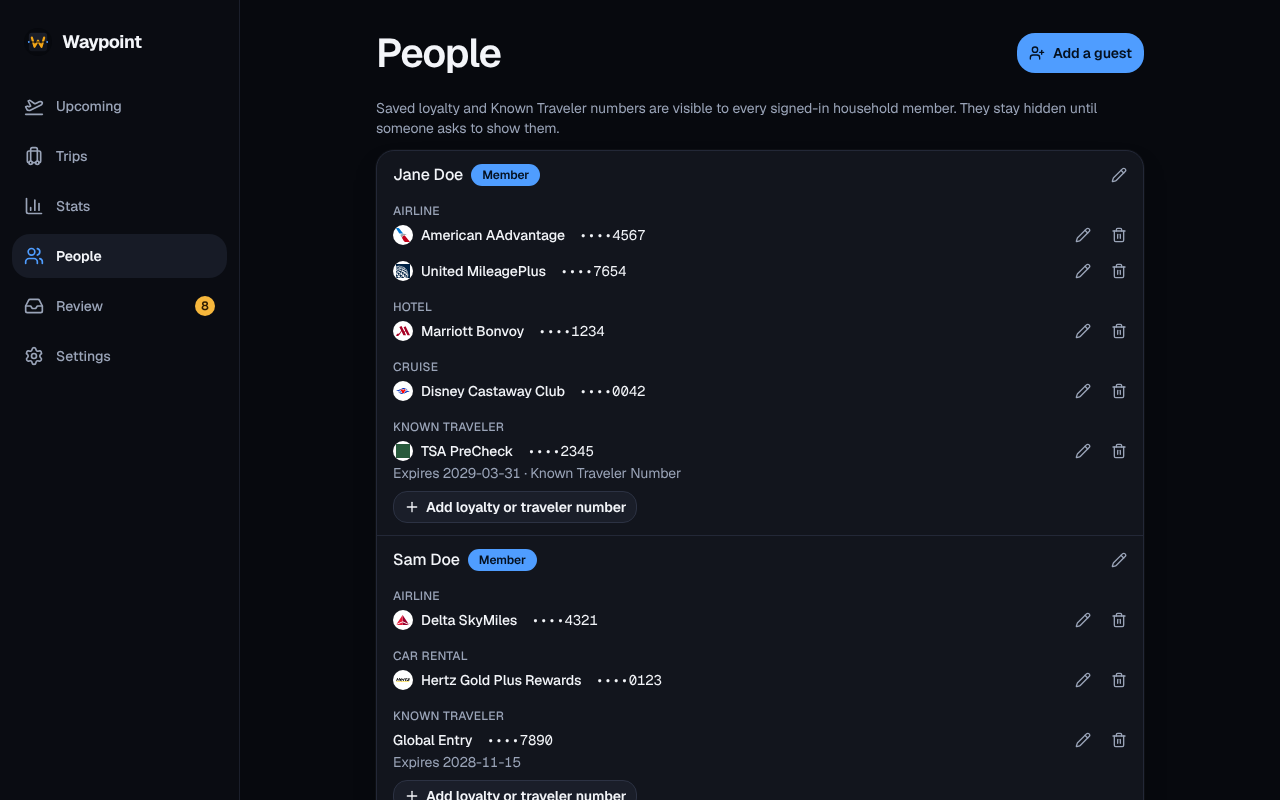 Waypoint
Upcoming
Trips
Stats
People
Review 8
Settings
People
Add a guest
Saved loyalty and Known Traveler numbers are visible to every signed-in household member. They stay hidden until
someone asks to show them.
Jane Doe Member
AIRLINE
American AAdvantage ••••4567
United MileagePlus ••••7654
HOTEL
Marriott Bonvoy ••••1234
CRUISE
Disney Castaway Club ••••0042
KNOWN TRAVELER
TSA PreCheck ••••2345
Expires 2029-03-31 · Known Traveler Number
Add loyalty or traveler number
Sam Doe Member
AIRLINE
Delta SkyMiles ••••4321
CAR RENTAL
Hertz Hertz Gold Plus Rewards ••••0123
KNOWN TRAVELER
Global Entry ••••7890
Expires 2028-11-15
Add loyalty or traveler number